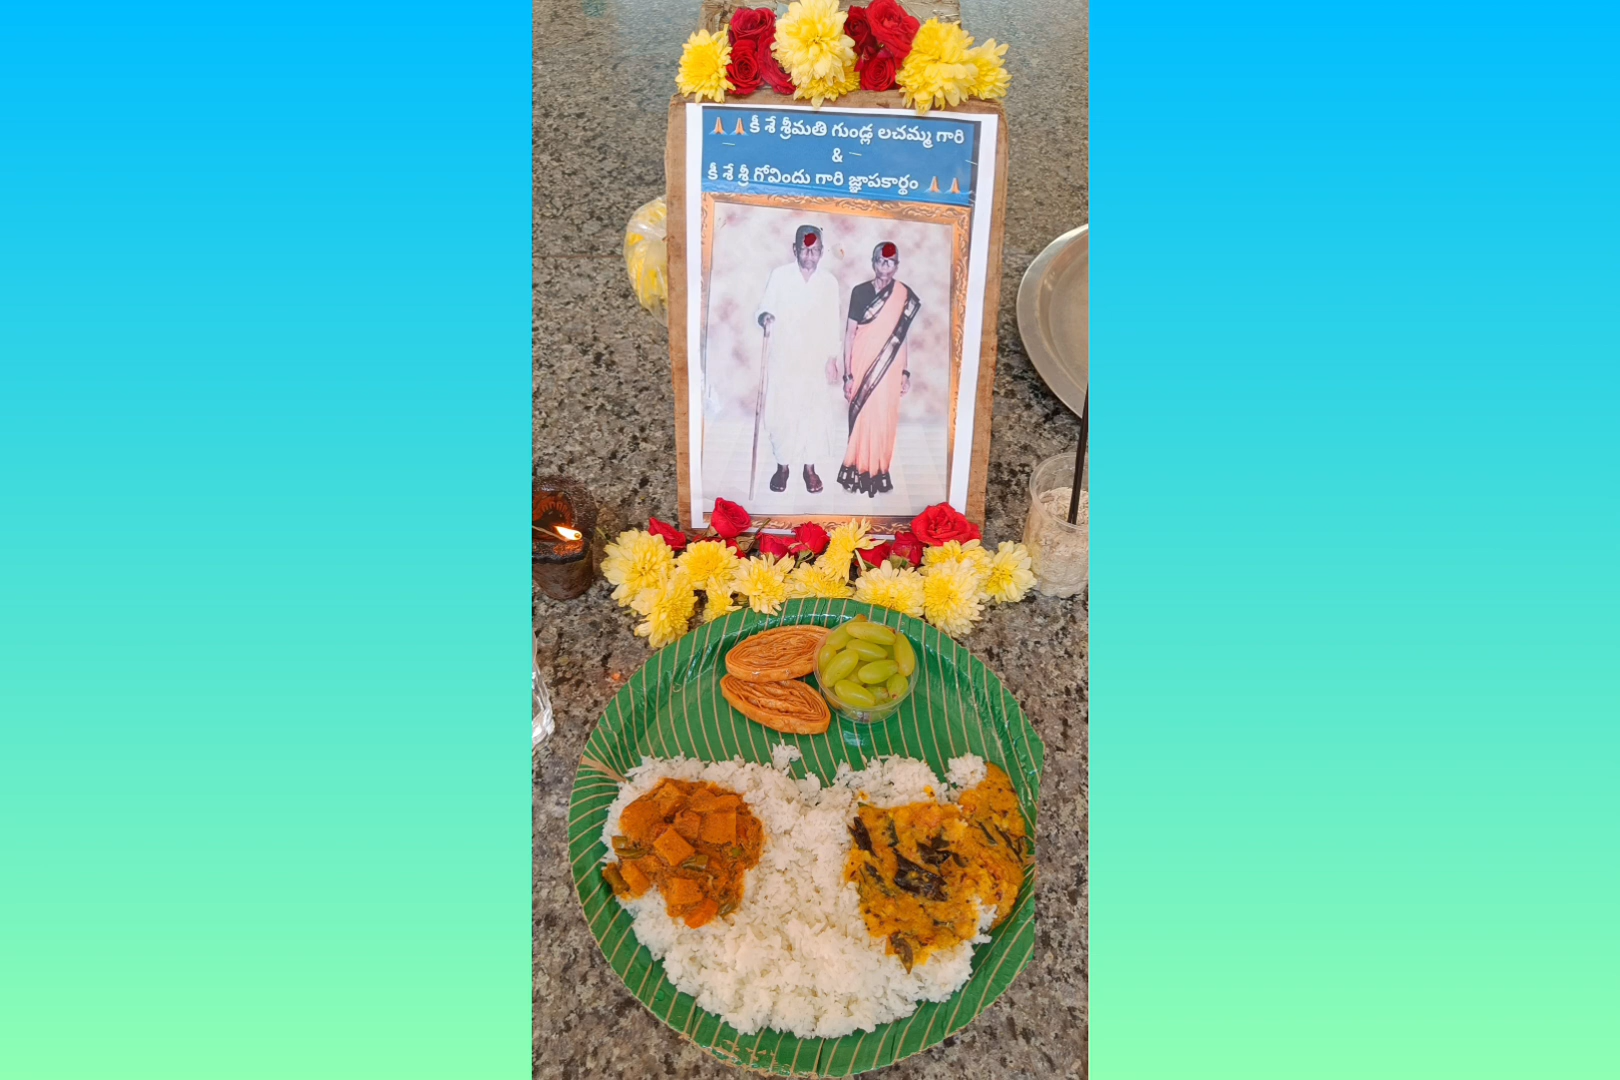 🙏🙏కీ శే శ్రీమతి గుండ్ల లచమ్మ గారి
&
కీ శే శ్రీ గోవిందు గారి జ్ఞాపకార్థం 🙏🙏